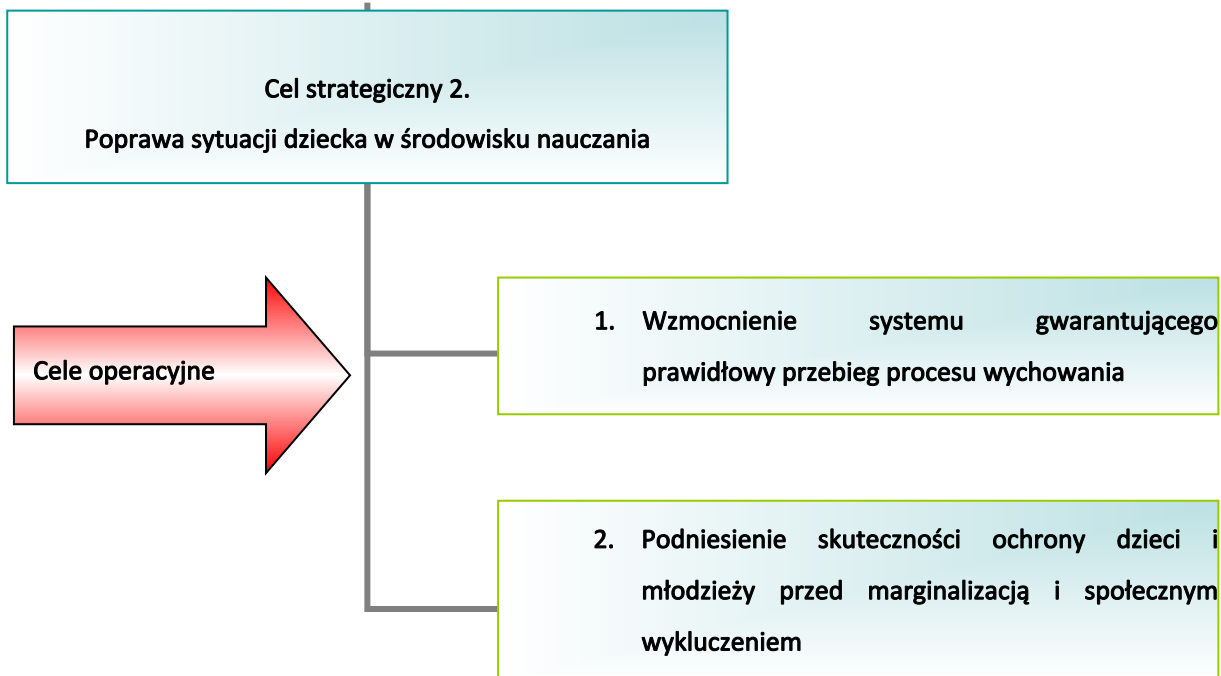 Cel strategiczny 2.
Poprawa sytuacji dziecka w środowisku nauczania
Cele operacyjne
1. Wzmocnienie systemu gwarantującego
prawidłowy przebieg procesu wychowania
2. Podniesienie skuteczności ochrony dzieci i
młodzieży przed marginalizacją i społecznym
wykluczeniem